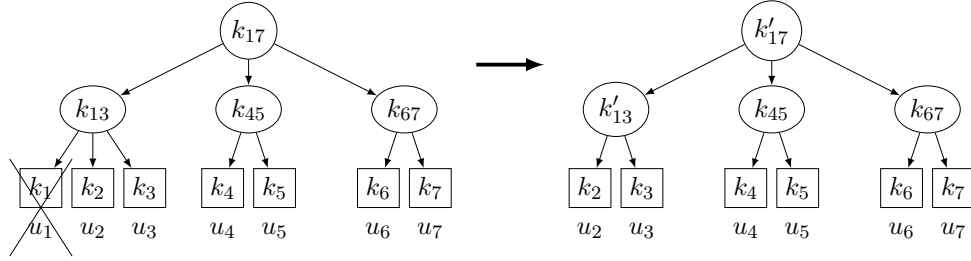 k₁₇ k′₁₇
k₁₃ k₄₅ k₆₇ k′₁₃ k₄₅ k₆₇
k₁ k₂ k₃ k₄ k₅ k₆ k₇ k₂ k₃ k₄ k₅ k₆ k₇
u₁ u₂ u₃ u₄ u₅ u₆ u₇ u₂ u₃ u₄ u₅ u₆ u₇